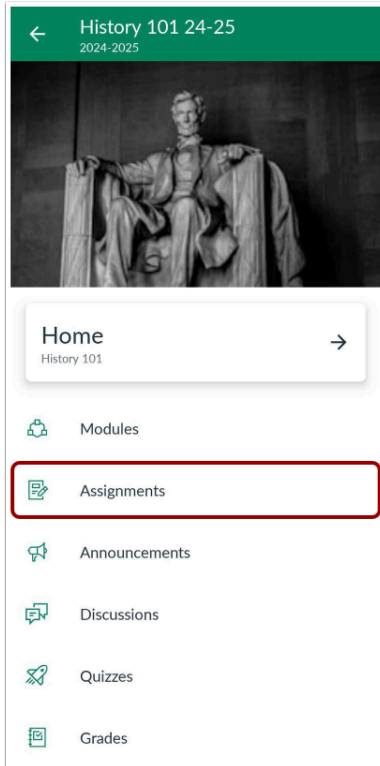 History 101 24-25
2024-2025
Home
History 101
Modules
Assignments
Announcements
Discussions
Quizzes
Grades